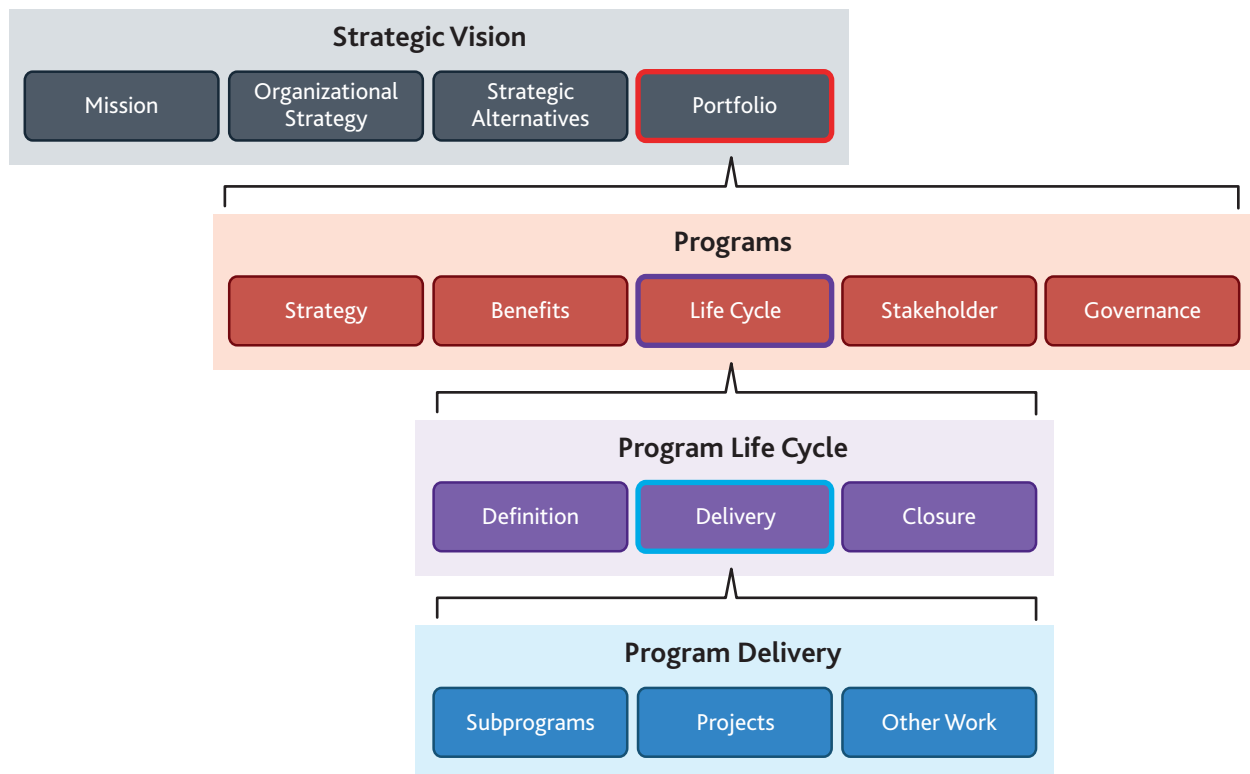 Strategic Vision
Mission
Organizational
Strategy
Strategic
Alternatives
Portfolio
Programs
Strategy
Benefits
Life Cycle
Stakeholder
Governance
Program Life Cycle
Definition
Delivery
Closure
Program Delivery
Subprograms
Projects
Other Work